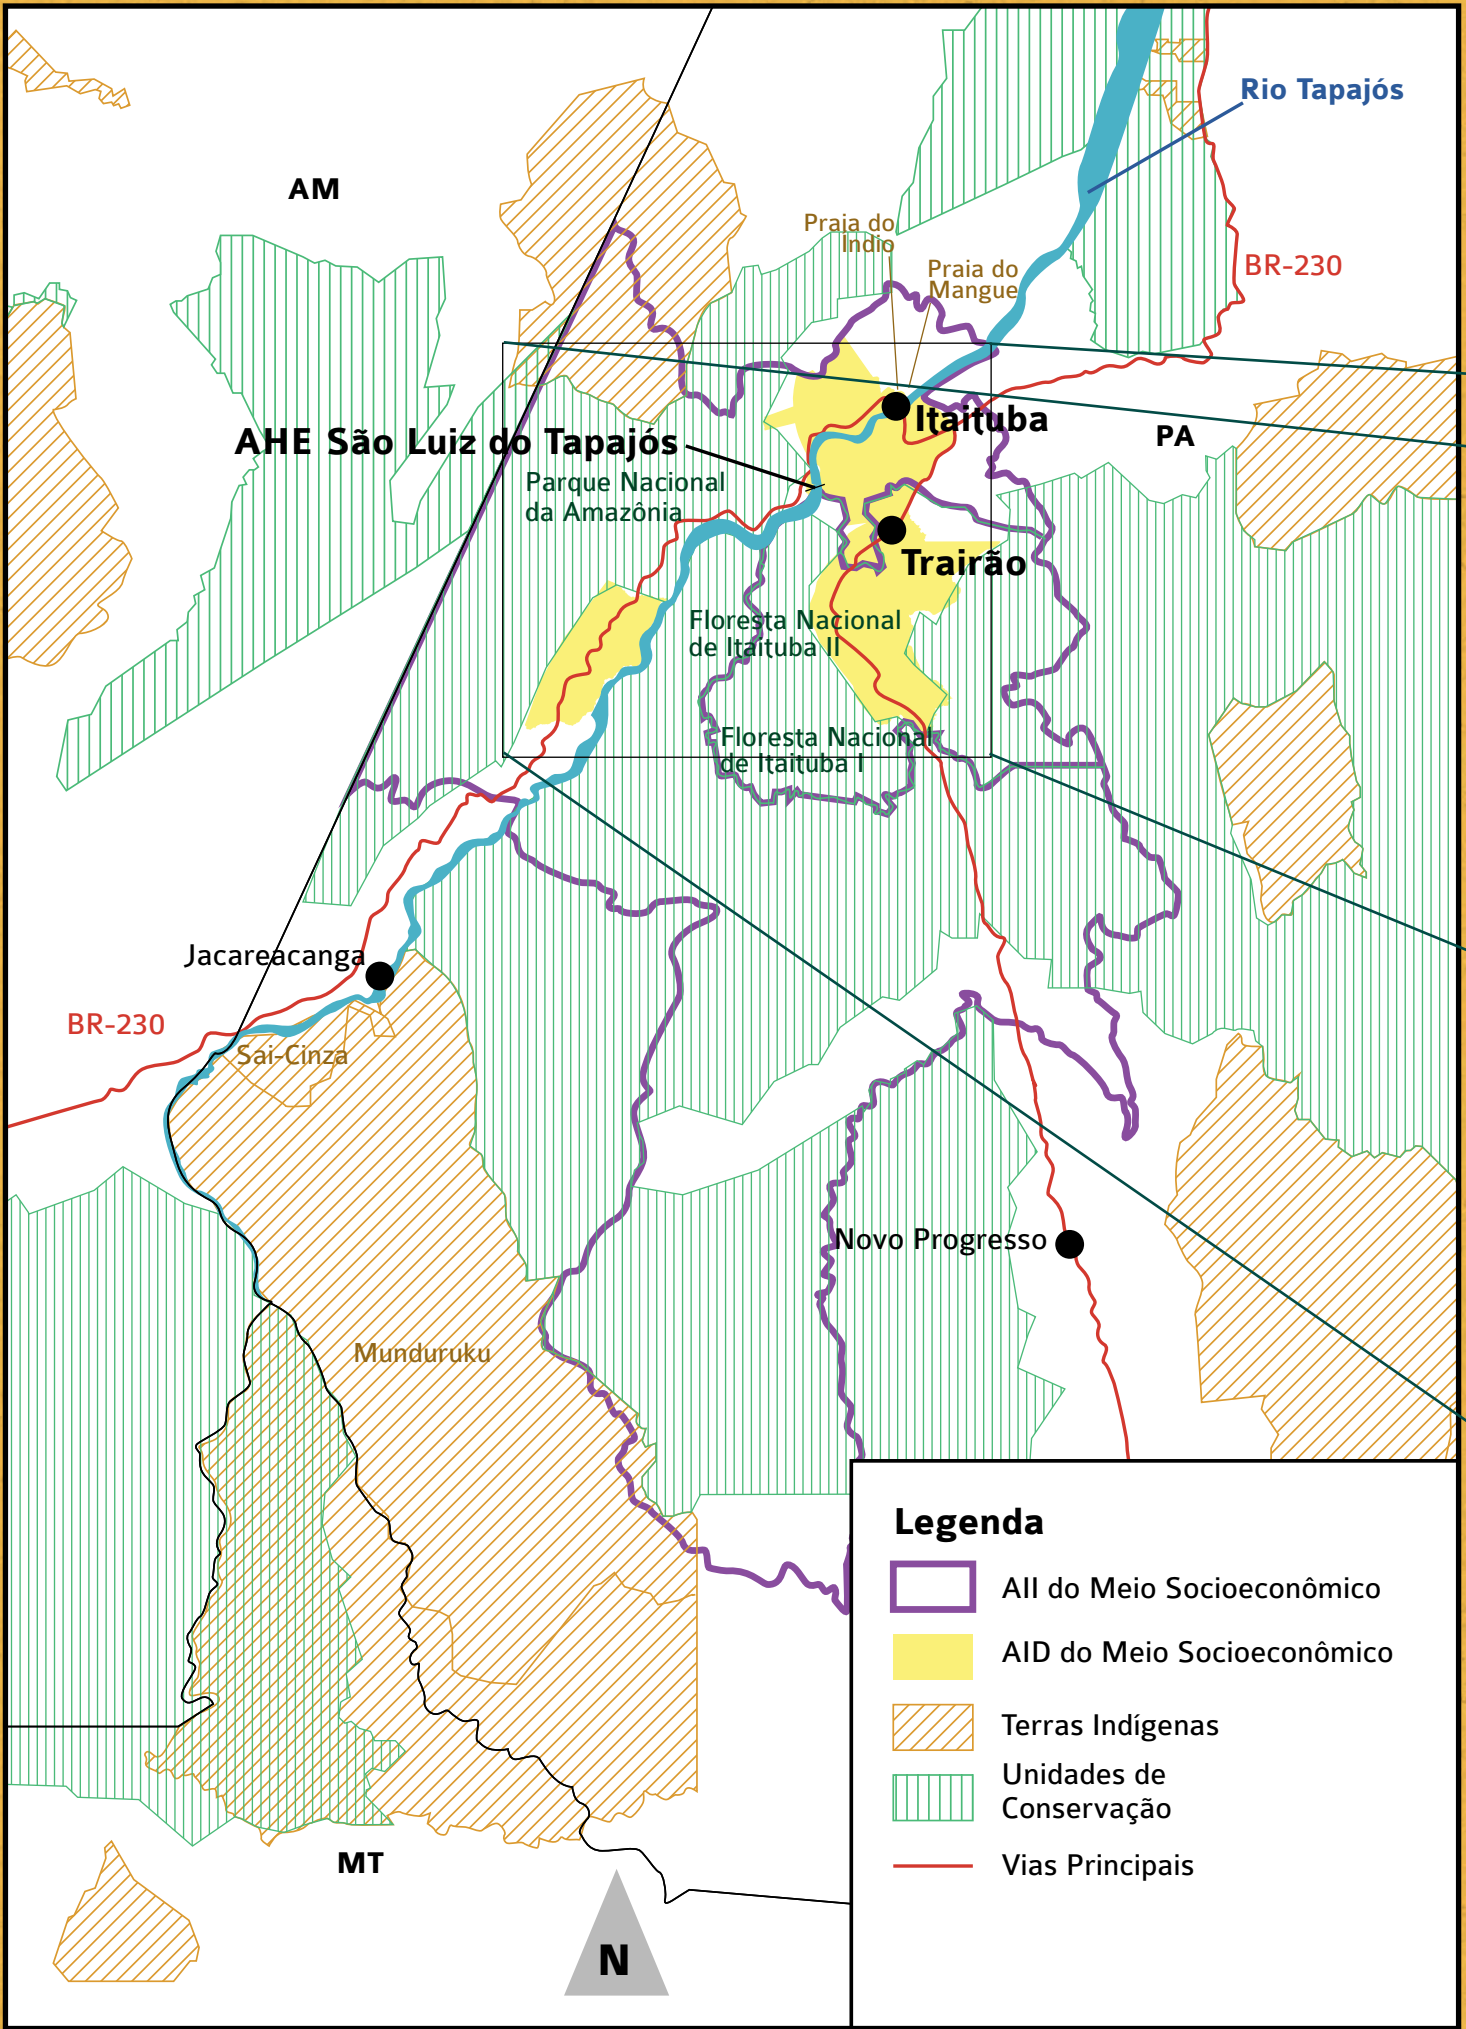 Rio Tapajós
AM
Praia do
Índio
Praia do
Mangue
BR-230
Itaituba
PA
AHE São Luiz do Tapajós
Parque Nacional
da Amazônia
Trairão
Floresta Nacional
de Itaituba II
Floresta Nacional
de Itaituba I
Jacareacanga
BR-230
Sai-Cinza
Novo Progresso
Munduruku
MT
N
Legenda
AII do Meio Socioeconômico
AID do Meio Socioeconômico
Terras Indígenas
Unidades de
Conservação
Vias Principais